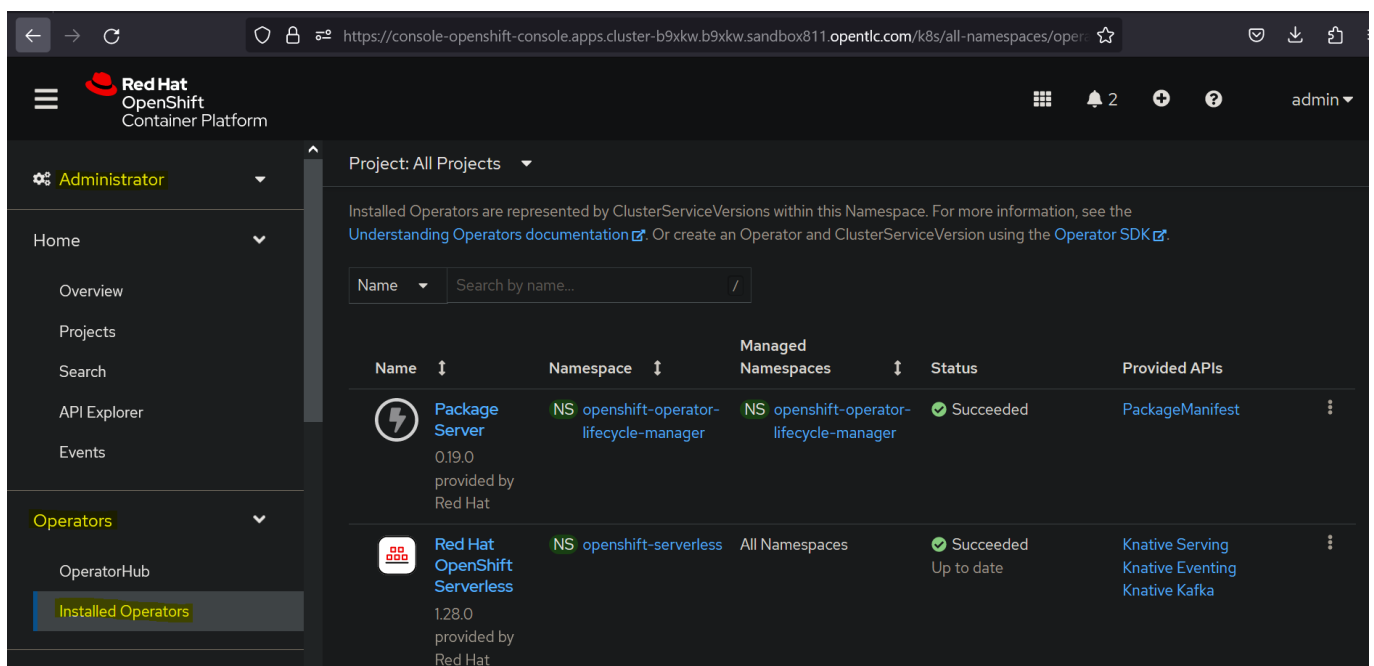 https://console-openshift-console.apps.cluster-b9xkw.b9xkw.sandbox811.opentlc.com/k8s/all-namespaces/oper
Red Hat
OpenShift
Container Platform
2
admin
Administrator
Home
Overview
Projects
Search
API Explorer
Events
Operators
OperatorHub
Installed Operators
Project: All Projects
Installed Operators are represented by ClusterServiceVersions within this Namespace. For more information, see the
Understanding Operators documentation. Or create an Operator and ClusterServiceVersion using the Operator SDK.
Name Search by name... /
Name Namespace Managed Namespaces Status Provided APIs
Package Server
0.19.0
provided by
Red Hat
NS openshift-operator-
lifecycle-manager
NS openshift-operator-
lifecycle-manager
Succeeded
PackageManifest
Red Hat
OpenShift
Serverless
1.28.0
provided by
Red Hat
NS openshift-serverless
All Namespaces
Succeeded
Up to date
Knative Serving
Knative Eventing
Knative Kafka